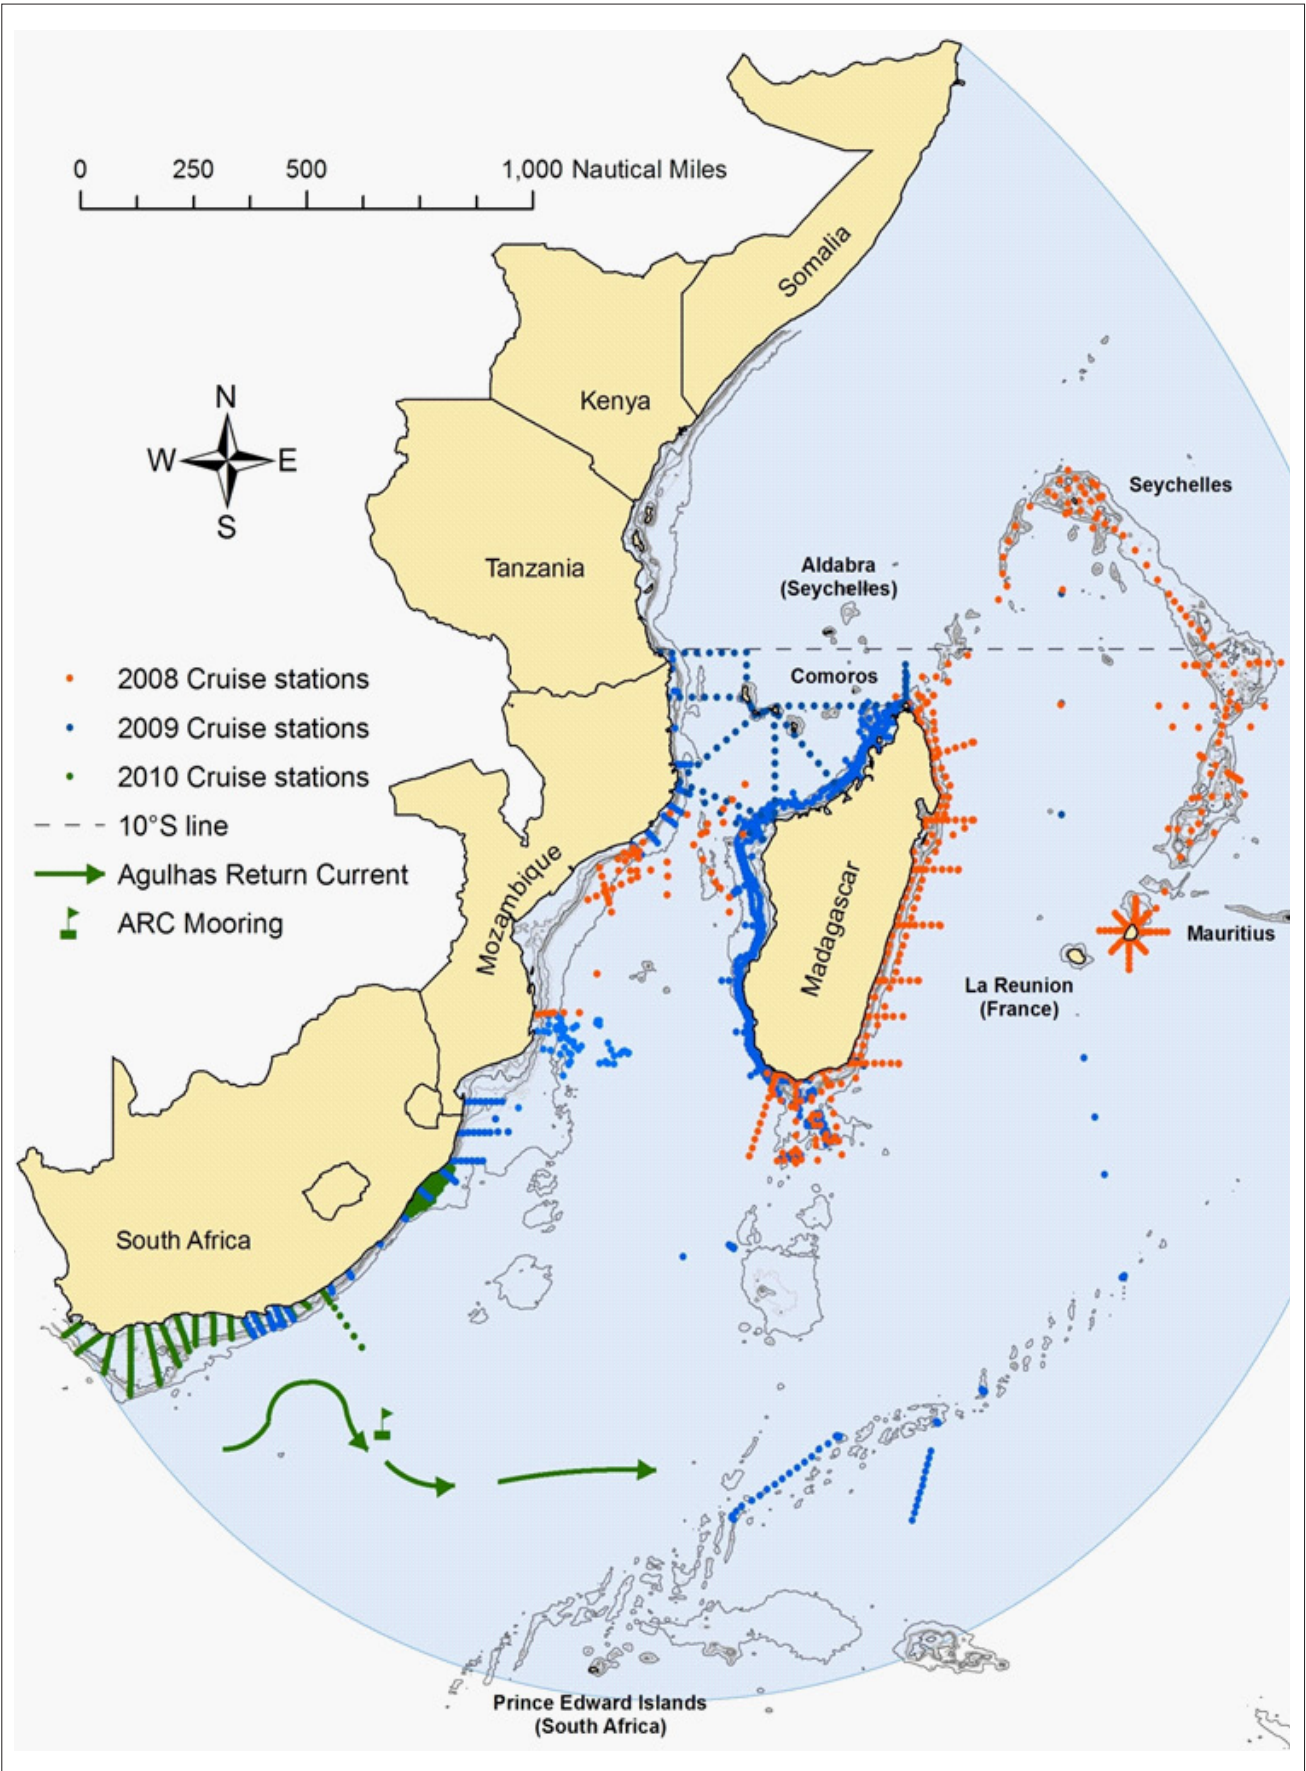 0 250 500 1,000 Nautical Miles
Somalia
Kenya
N
W E
S
Seychelles
Tanzania
Aldabra
(Seychelles)
Comoros
2008 Cruise stations
2009 Cruise stations
2010 Cruise stations
10°S line
Agulhas Return Current
ARC Mooring
Mozambique
Madagascar
Mauritius
La Reunion
(France)
South Africa
Prince Edward Islands
(South Africa)